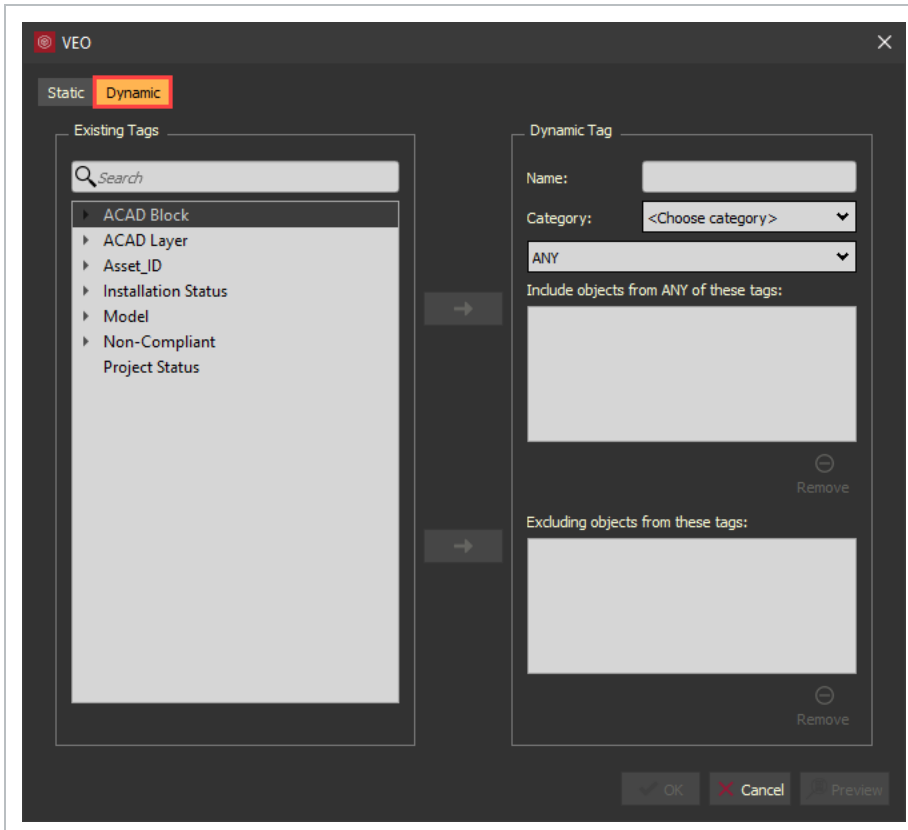 VEO
Static Dynamic
Existing Tags
Search
ACAD Block
ACAD Layer
Asset_ID
Installation Status
Model
Non-Compliant
Project Status
Dynamic Tag
Name:
Category: <Choose category>
ANY
Include objects from ANY of these tags:
Remove
Excluding objects from these tags:
Remove
OK Cancel Preview